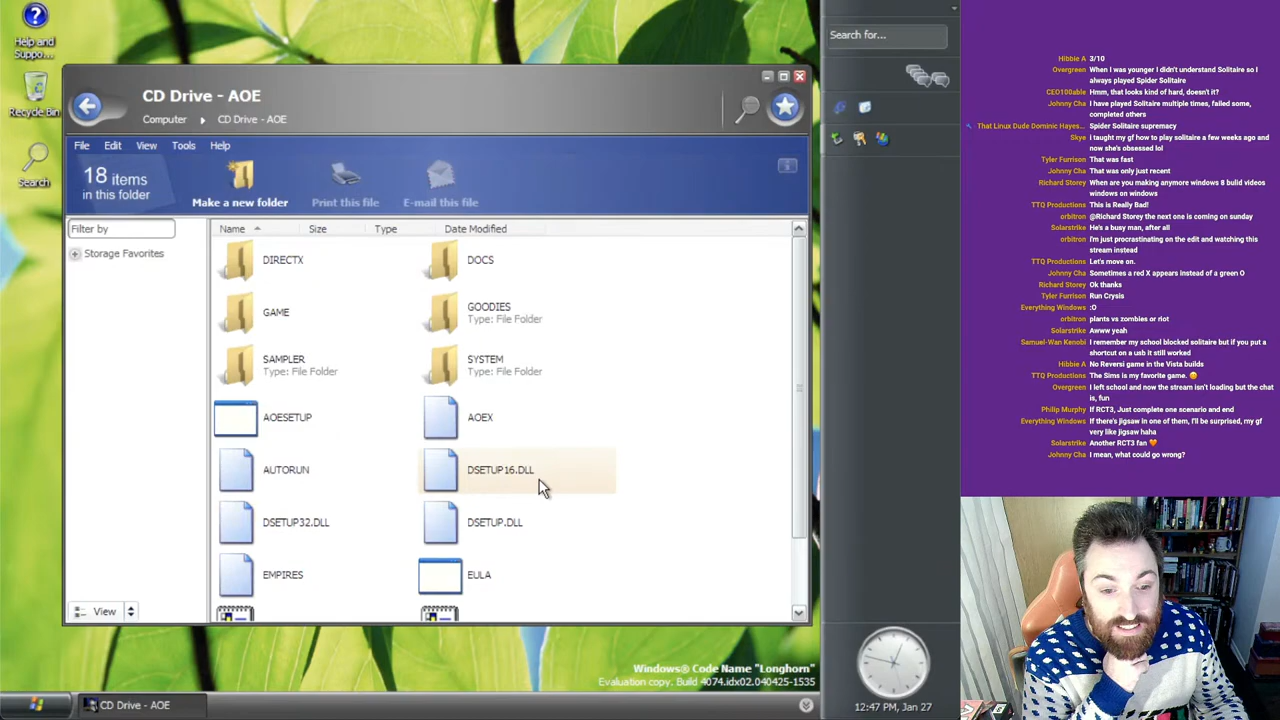 Help and
Suppo...
Recycle Bin
Search
CD Drive - AOE
Computer
CD Drive - AOE
File
Edit
View
Tools
Help
18 items
in this folder
Make a new folder
Print this file
E-mail this file
Filter by
Name
Size
Type
Date Modified
Storage Favorites
DIRECTX
DOCS
GAME
GOODIES
Type: File Folder
SAMPLER
Type: File Folder
SYSTEM
Type: File Folder
AOESETUP
AOEX
AUTORUN
DSETUP16.DLL
DSETUP32.DLL
DSETUP.DLL
EMPIRES
EULA
View
Windows® Code Name "Longhorn"
Evaluation copy. Build 4074.idx02.040425-1535
CD Drive - AOE
Search for...
12:47 PM, Jan 27
Hibbie A 3/10
Overgreen When I was younger I didn't understand Solitaire so I
always played Spider Solitaire
CEO100able Hmm, that looks kind of hard, doesn't it?
Johnny Cha I have played Solitaire multiple times, failed some,
completed others
That Linux Dude Dominic Hayes... Spider Solitaire supremacy
Skye I taught my gf how to play solitaire a few weeks ago and
now she's obsessed lol
Tyler Furrison That was fast
Johnny Cha That was only just recent
Richard Storey When are you making anymore windows 8 bulid videos
windows on windows
TTQ Productions This is Really Bad!
orbitron @Richard Storey the next one is coming on sunday
Solarstrike He's a busy man, after all
orbitron I'm just procrastinating on the edit and watching this
stream instead
TTQ Productions Let's move on.
Johnny Cha Sometimes a red X appears instead of a green O
Richard Storey Ok thanks
Tyler Furrison Run Crysis
Everything Windows :O
orbitron plants vs zombies or riot
Solarstrike Awww yeah
Samuel-Wan Kenobi I remember my school blocked solitaire but if you put a
shortcut on a usb it still worked
Hibbie A No Reversi game in the Vista builds
TTQ Productions The Sims is my favorite game. 😀
Overgreen I left school and now the stream isn't loading but the chat
is, fun
Philip Murphy If RCT3, Just complete one scenario and end
Everything Windows If there's jigsaw in one of them, I'll be surprised, my gf
very like jigsaw haha
Solarstrike Another RCT3 fan 🧡
Johnny Cha I mean, what could go wrong?